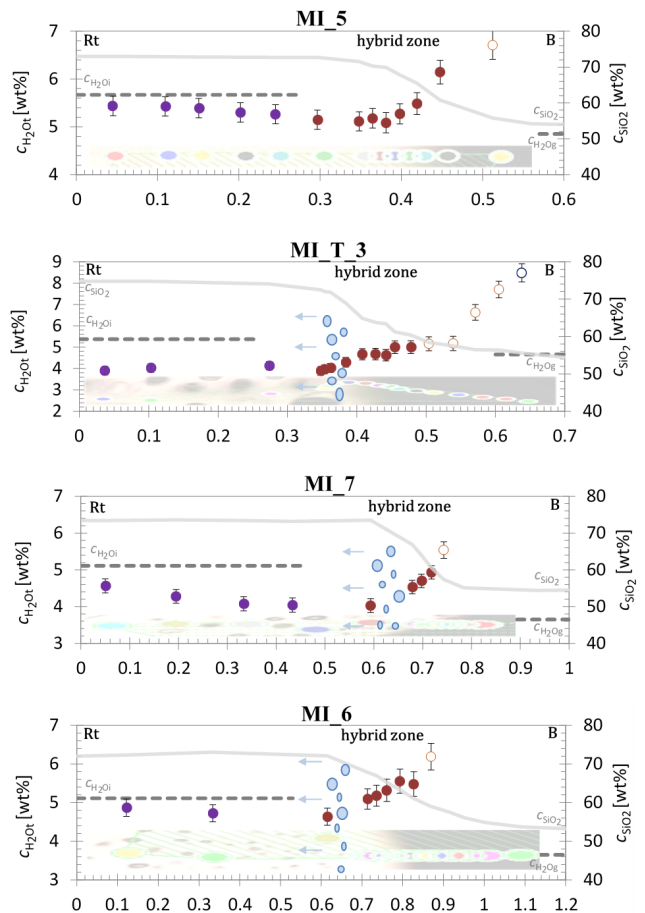 MI_5
Rt hybrid zone B
c_H2Ot [wt%]
7
6
5
4
c_H2Oi
c_SiO2
c_H2Og
80
70
60
50
40
c_SiO2 [wt%]
0 0.1 0.2 0.3 0.4 0.5 0.6
MI_T_3
Rt hybrid zone B
c_H2Ot [wt%]
9
8
7
6
5
4
3
2
c_SiO2
c_H2Oi
c_H2Og
80
70
60
50
40
c_SiO2 [wt%]
0 0.1 0.2 0.3 0.4 0.5 0.6 0.7
MI_7
Rt hybrid zone B
c_H2Ot [wt%]
7
6
5
4
3
c_H2Oi
c_SiO2
c_H2Og
80
70
60
50
40
c_SiO2 [wt%]
0 0.1 0.2 0.3 0.4 0.5 0.6 0.7 0.8 0.9 1
MI_6
Rt hybrid zone B
c_H2Ot [wt%]
7
6
5
4
3
c_H2Oi
c_SiO2
c_H2Og
80
70
60
50
40
c_SiO2 [wt%]
0 0.1 0.2 0.3 0.4 0.5 0.6 0.7 0.8 0.9 1.0 1.1 1.2